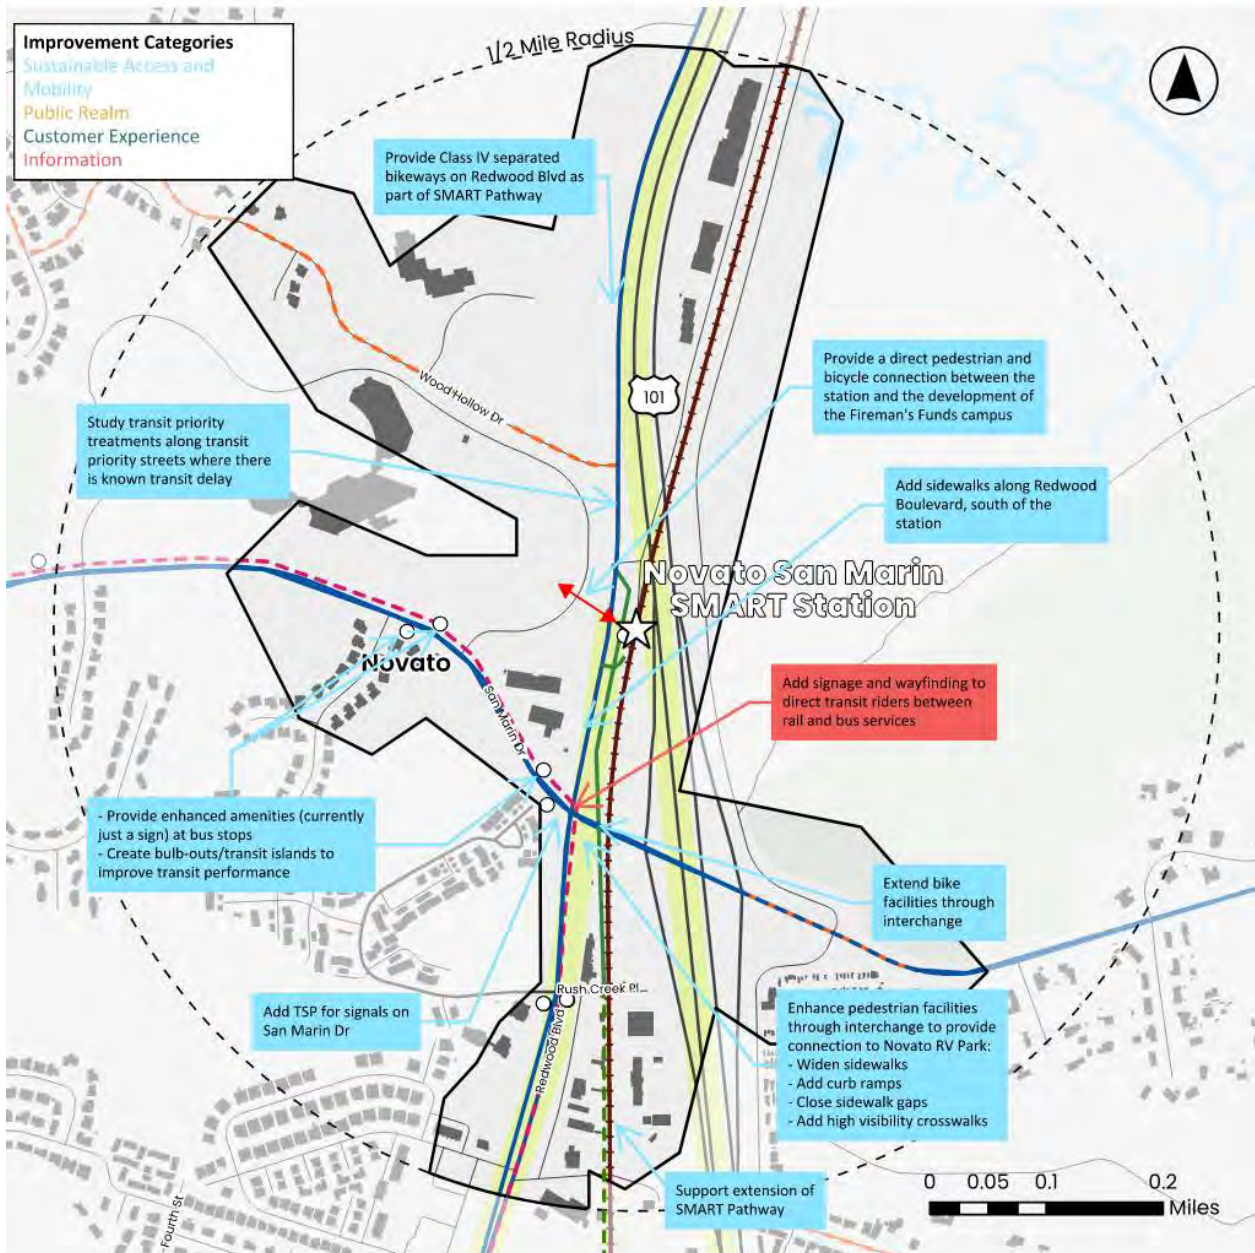 Improvement Categories
Sustainable Access and
Mobility
Public Realm
Customer Experience
Information
1/2 Mile Radius
Provide Class IV separated
bikeways on Redwood Blvd as
part of SMART Pathway
Provide a direct pedestrian and
bicycle connection between the
station and the development of
the Fireman's Funds campus
101
Wood Hollow Dr
Study transit priority
treatments along transit
priority streets where there
is known transit delay
Add sidewalks along Redwood
Boulevard, south of the
station
Novato San Marin
SMART Station
Novato
San Marin Dr
Add signage and wayfinding to
direct transit riders between
rail and bus services
- Provide enhanced amenities (currently
just a sign) at bus stops
- Create bulb-outs/transit islands to
improve transit performance
Extend bike
facilities through
interchange
Rush Creek Pl
Redwood Blvd
Add TSP for signals on
San Marin Dr
Enhance pedestrian facilities
through interchange to provide
connection to Novato RV Park:
- Widen sidewalks
- Add curb ramps
- Close sidewalk gaps
- Add high visibility crosswalks
Support extension of
SMART Pathway
Fourth St
0 0.05 0.1 0.2
Miles